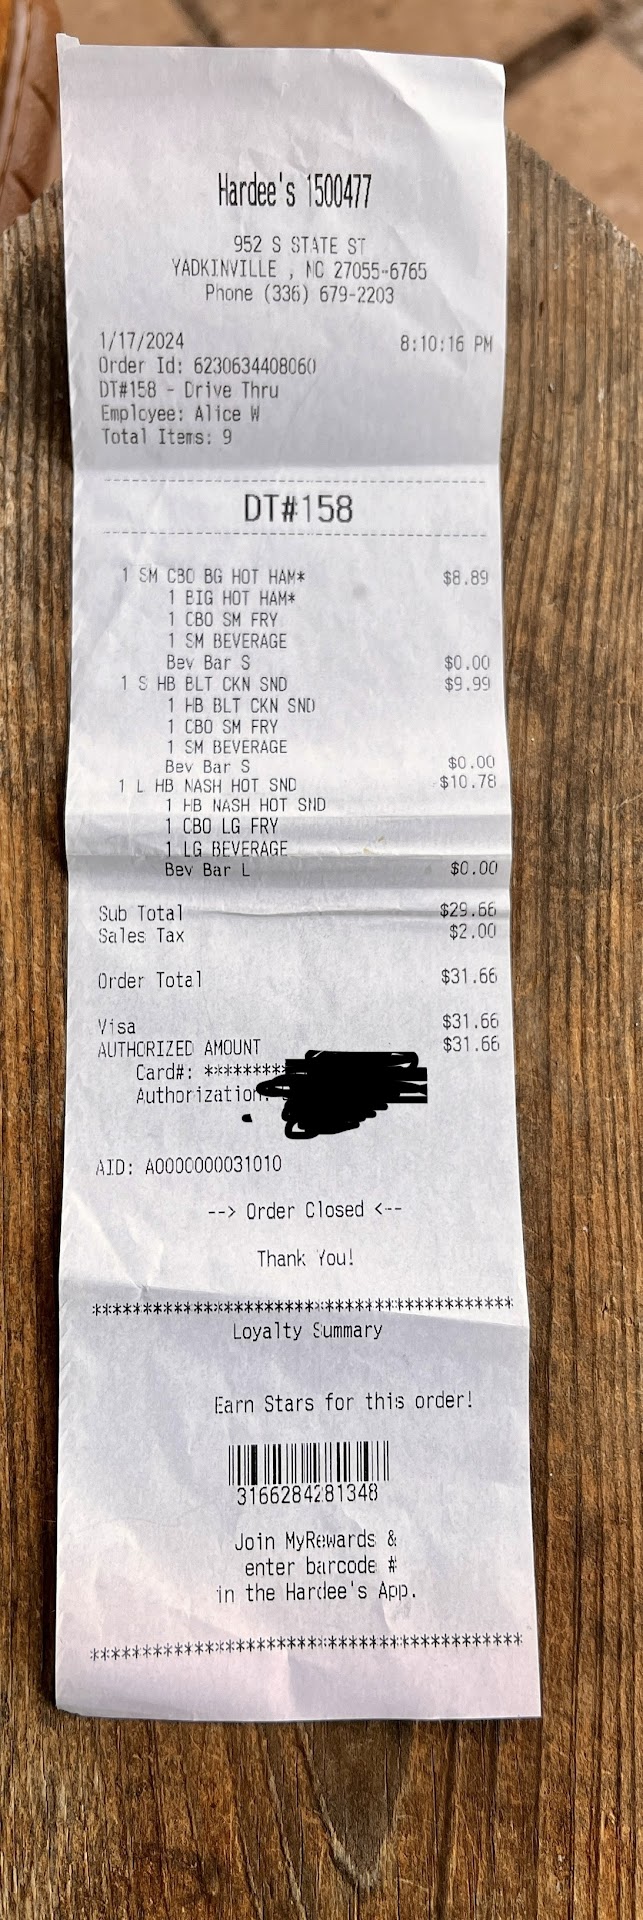 Hardee's 1500477
952 S STATE ST
YADKINVILLE , NC 27055-6765
Phone (336) 679-2203
1/17/2024 8:10:16 PM
Order Id: 623063440806O
DT#158 - Drive Thru
Employee: Alice W
Total Items: 9
DT#158
1 SM CBO BG HOT HAM* $8.89
1 BIG HOT HAM*
1 CBO SM FRY
1 SM BEVERAGE
Bev Bar S $0.00
1 S HB BLT CKN SND $9.99
1 HB BLT CKN SND
1 CBO SM FRY
1 SM BEVERAGE
Bev Bar S $0.00
1 L HB NASH HOT SND $10.78
1 HB NASH HOT SND
1 CBO LG FRY
1 LG BEVERAGE
Bev Bar L $0.00
Sub Total $29.66
Sales Tax $2.00
Order Total $31.66
Visa $31.66
AUTHORIZED AMOUNT $31.66
Card#: *********
Authorization:
AID: A0000000031010
--> Order Closed <--
Thank You!
**************************************************
Loyalty Summary
Earn Stars for this order!
3166284281348
Join MyRewards &
enter barcode #
in the Hardee's App.
**************************************************